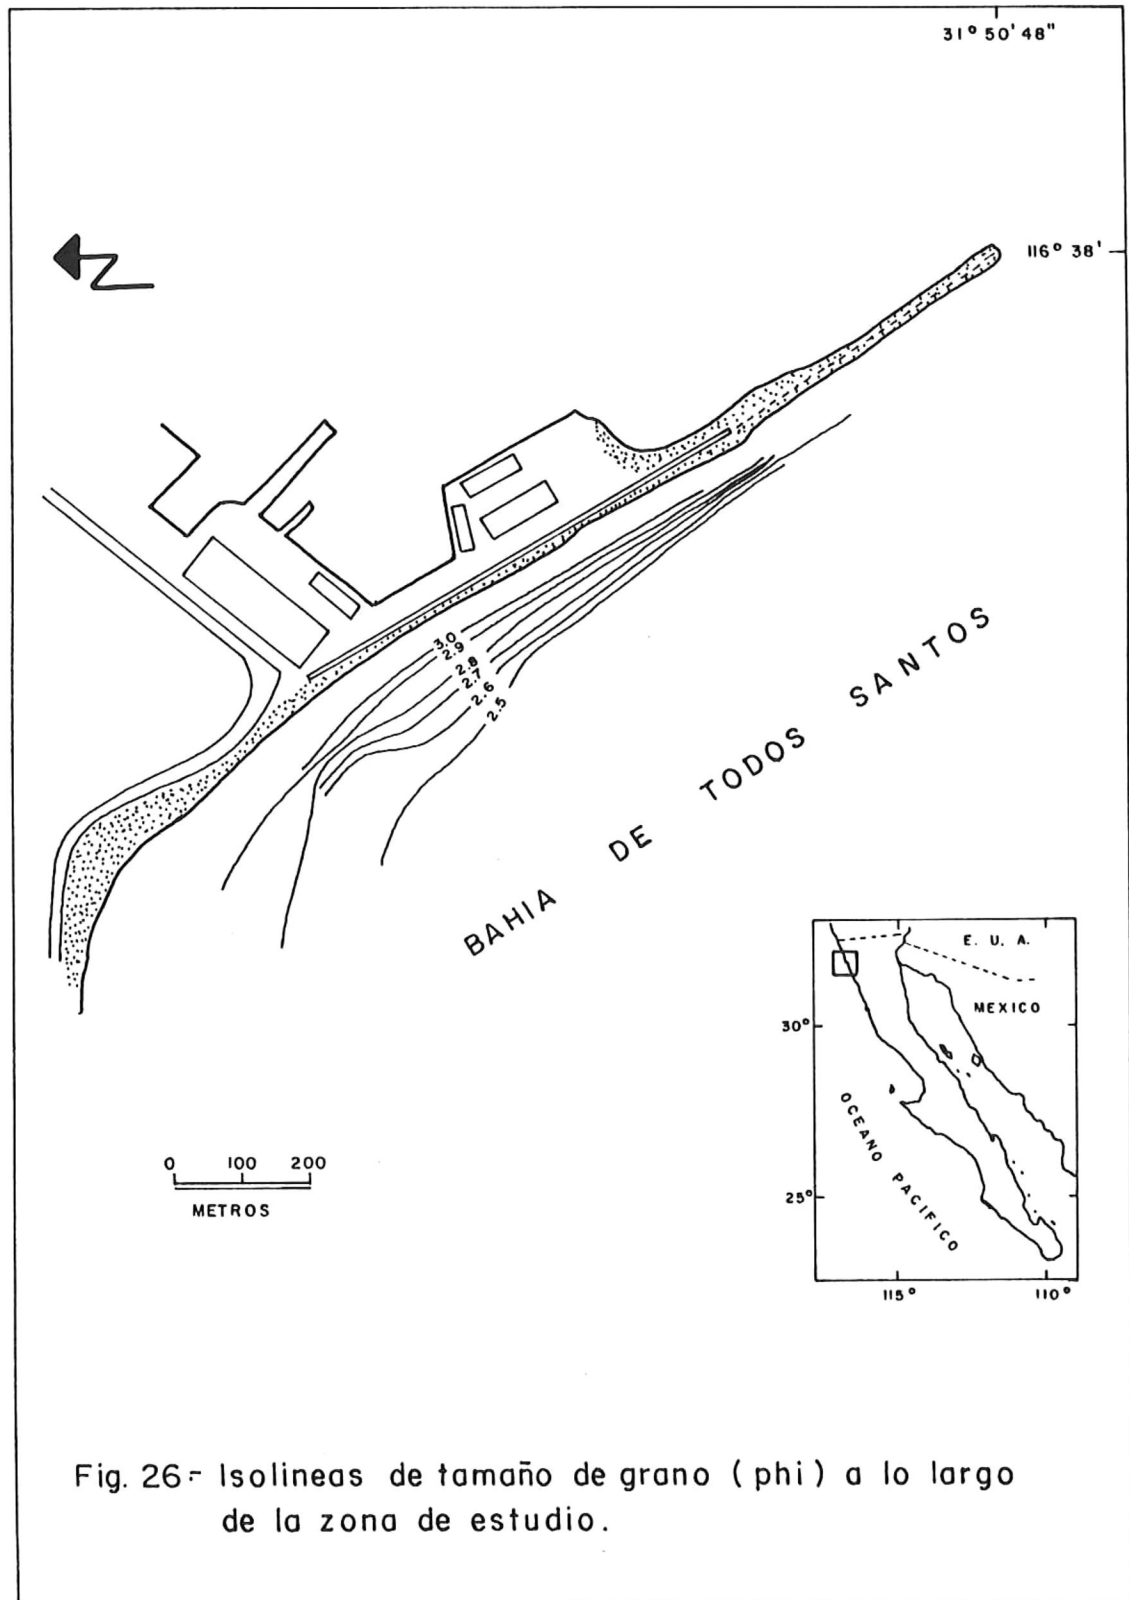 31° 50' 48"
116° 38'
3.0
2.9
2.8
2.7
2.6
2.5
BAHIA DE TODOS SANTOS
E. U. A.
MEXICO
30°
OCEANO PACIFICO
25°
115° 110°
0 100 200
METROS
Fig. 26.- Isolineas de tamaño de grano (phi) a lo largo
de la zona de estudio.